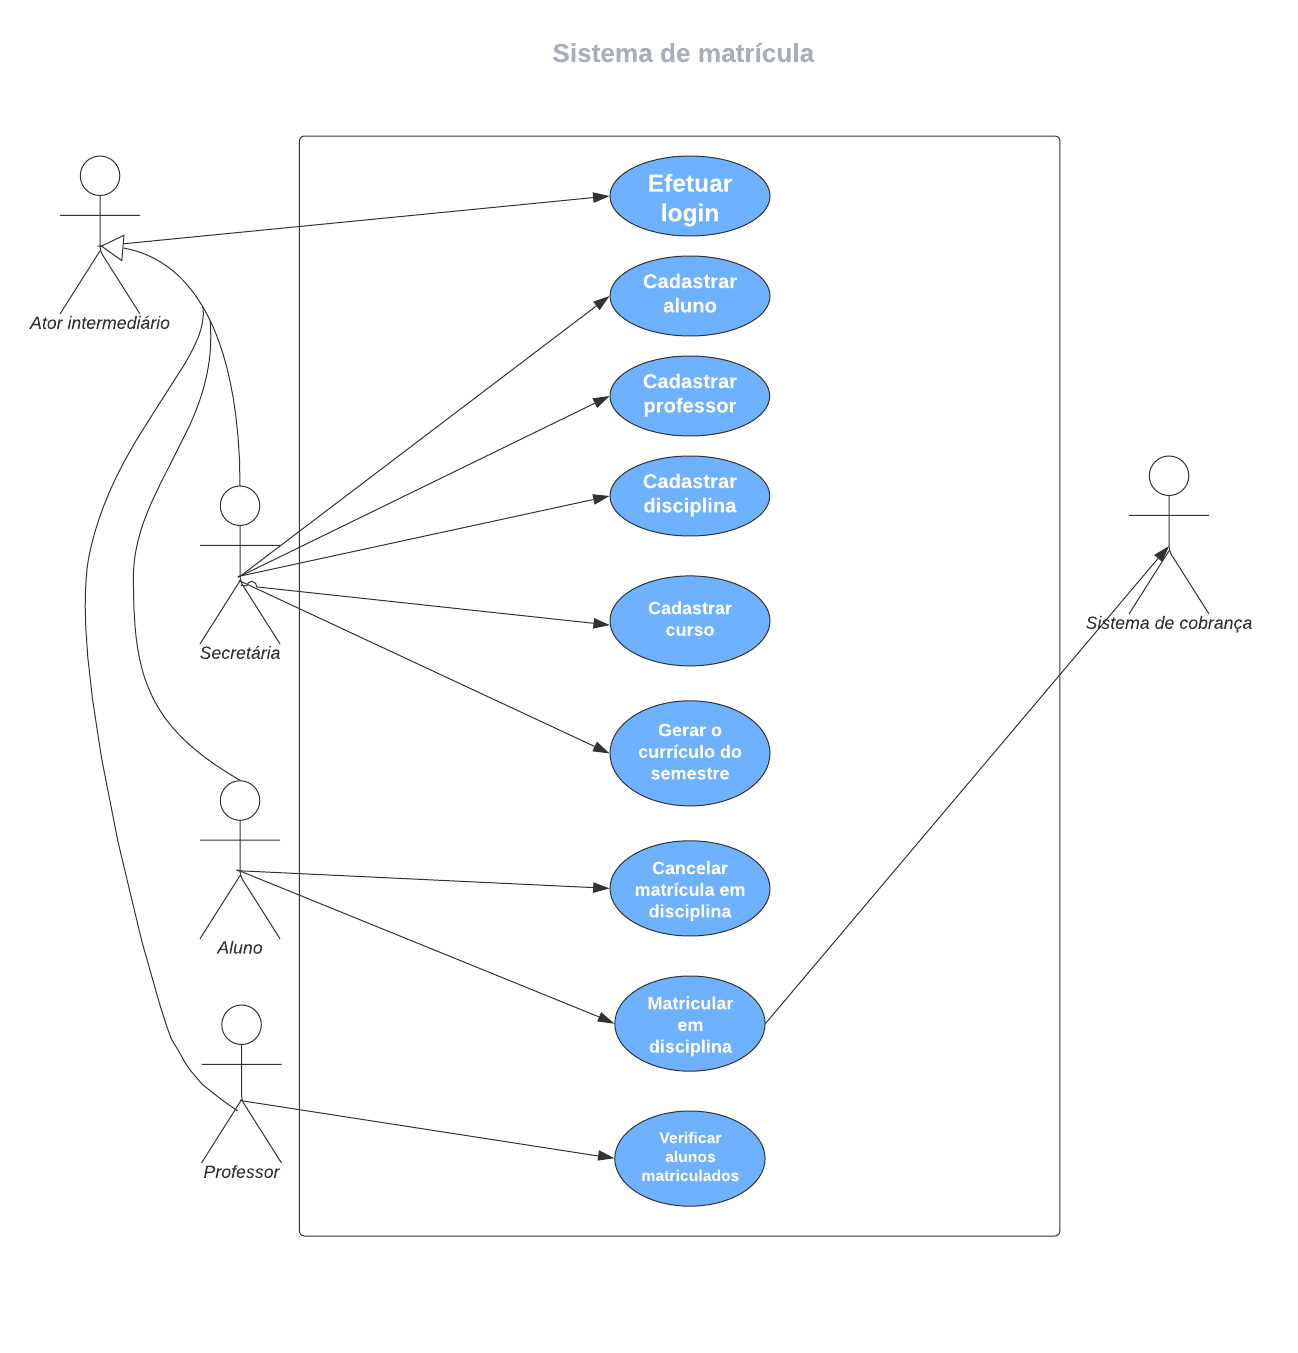 Sistema de matrícula
Efetuar
login
Cadastrar
aluno
Ator intermediário
Cadastrar
professor
Cadastrar
disciplina
Cadastrar
curso
Sistema de cobrança
Secretária
Gerar o
currículo do
semestre
Cancelar
matrícula em
disciplina
Aluno
Matricular
em
disciplina
Verificar
alunos
matriculados
Professor